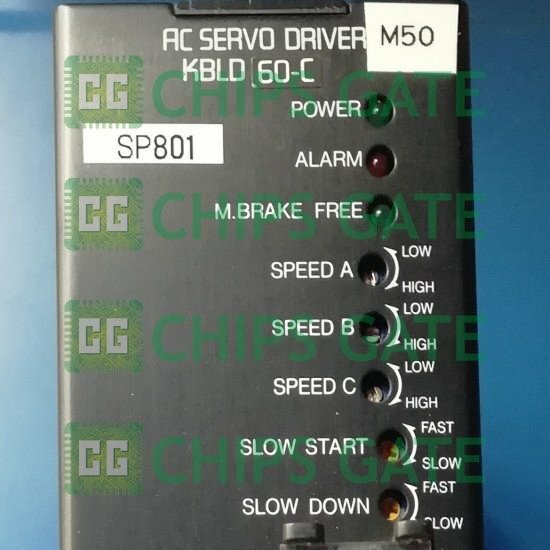 AC SERVO DRIVER
M50
KBLD 60-C
POWER
SP801
ALARM
M.BRAKE FREE
SPEED A
LOW
HIGH
SPEED B
LOW
HIGH
SPEED C
LOW
HIGH
SLOW START
FAST
SLOW
SLOW DOWN
FAST
SLOW
CG CHIPS GATE
CG CHIPS GATE
CG CHIPS GATE
CG CHIPS GATE